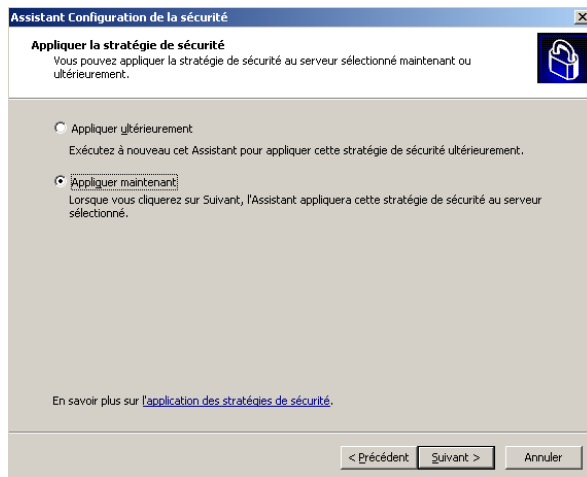 Assistant Configuration de la sécurité
Appliquer la stratégie de sécurité
Vous pouvez appliquer la stratégie de sécurité au serveur sélectionné maintenant ou
ultérieurement.
Appliquer ultérieurement
Exécutez à nouveau cet Assistant pour appliquer cette stratégie de sécurité ultérieurement.
Appliquer maintenant
Lorsque vous cliquerez sur Suivant, l'Assistant appliquera cette stratégie de sécurité au serveur
sélectionné.
En savoir plus sur l'application des stratégies de sécurité.
< Précédent
Suivant >
Annuler